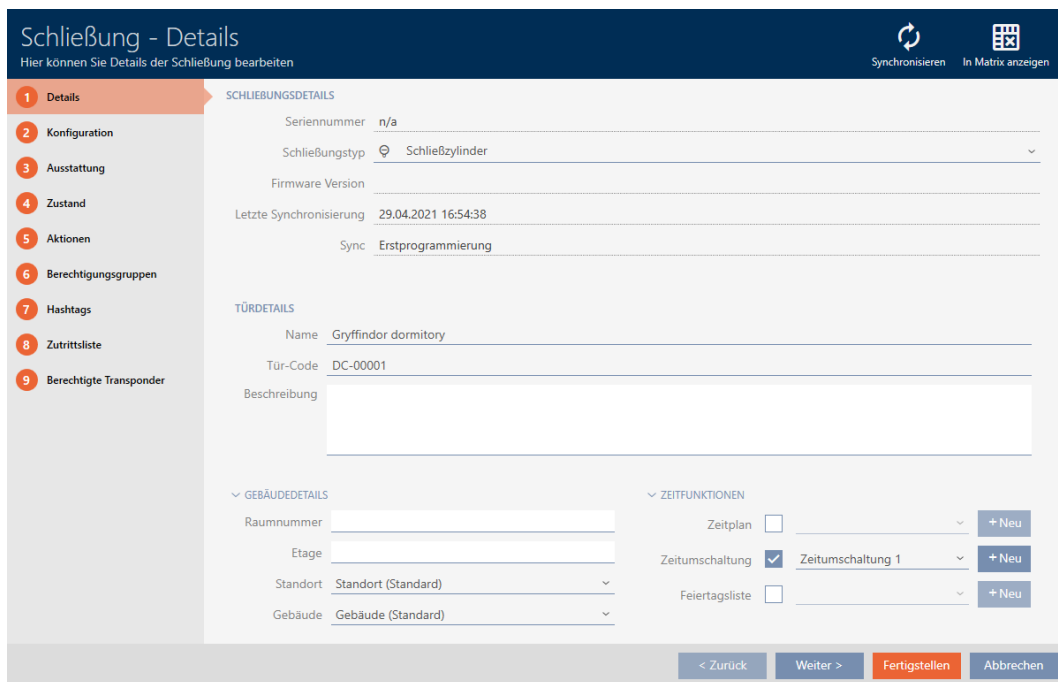 Schließung - Details
Hier können Sie Details der Schließung bearbeiten
Synchronisieren
In Matrix anzeigen
1 Details
2 Konfiguration
3 Ausstattung
4 Zustand
5 Aktionen
6 Berechtigungsgruppen
7 Hashtags
8 Zutrittsliste
9 Berechtigte Transponder
SCHLIEßUNGSDETAILS
Seriennummer n/a
Schließungstyp Schließzylinder
Firmware Version
Letzte Synchronisierung 29.04.2021 16:54:38
Sync Erstprogrammierung
TÜRDETAILS
Name Gryffindor dormitory
Tür-Code DC-00001
Beschreibung
GEBÄUDEDETAILS
Raumnummer
Etage
Standort Standort (Standard)
Gebäude Gebäude (Standard)
ZEITFUNKTIONEN
Zeitplan + Neu
Zeitumschaltung Zeitumschaltung 1 + Neu
Feiertagsliste + Neu
< Zurück
Weiter >
Fertigstellen
Abbrechen